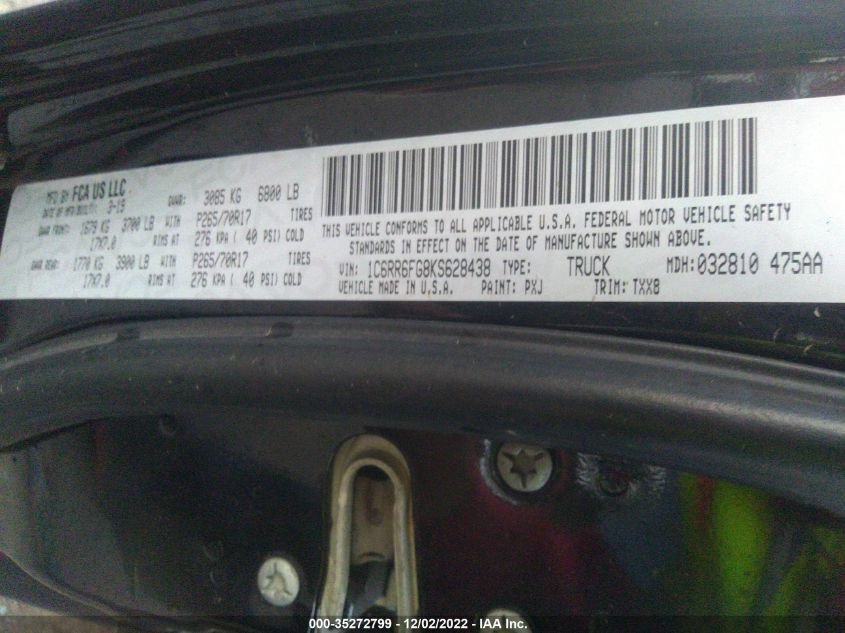 MFD BY FCA US LLC
DATE OF MFR 3-19 GVWR: 3085 KG 6800 LB
GAWR FRONT: 1679 KG 3700 LB WITH P265/70R17 TIRES
17X7.0 RIMS AT 276 KPA ( 40 PSI) COLD
GAWR REAR: 1770 KG 3900 LB WITH P265/70R17 TIRES
17X7.0 RIMS AT 276 KPA ( 40 PSI) COLD
THIS VEHICLE CONFORMS TO ALL APPLICABLE U.S.A. FEDERAL MOTOR VEHICLE SAFETY
STANDARDS IN EFFECT ON THE DATE OF MANUFACTURE SHOWN ABOVE.
VIN: 1C6RR6FG8KS628438 TYPE: TRUCK MDH:032810 475AA
VEHICLE MADE IN U.S.A. PAINT: PXJ TRIM: TXX8
000-35272799 - 12/02/2022 - IAA Inc.